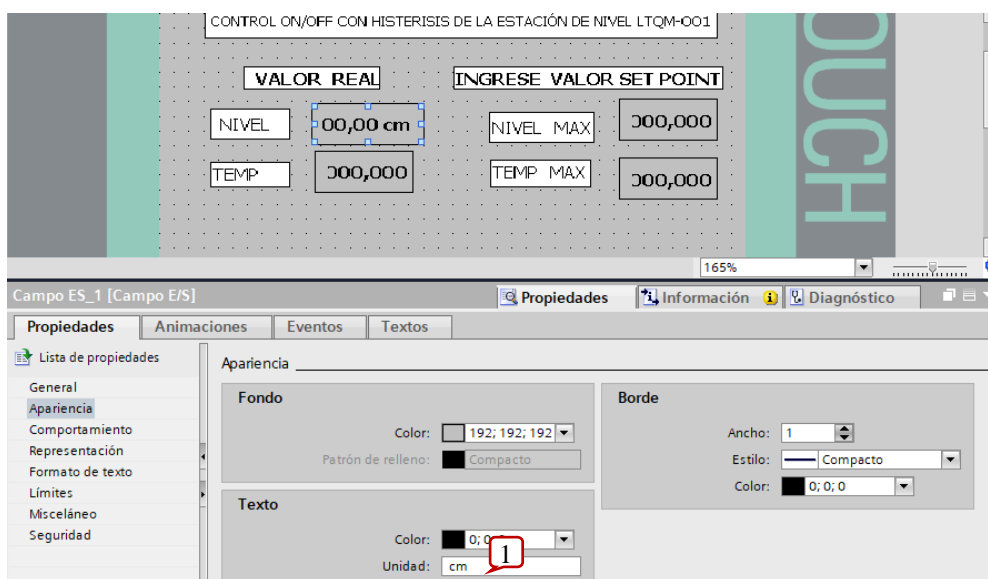 CONTROL ON/OFF CON HISTERISIS DE LA ESTACIÓN DE NIVEL LTQM-OO1
VALOR REAL
INGRESE VALOR SET POINT
NIVEL
00,00 cm
NIVEL MAX
000,000
TEMP
000,000
TEMP MAX
000,000
OUCH
165%
Campo ES_1 [Campo E/S]
Propiedades
Información
Diagnóstico
Propiedades
Animaciones
Eventos
Textos
Lista de propiedades
General
Apariencia
Comportamiento
Representación
Formato de texto
Límites
Misceláneo
Seguridad
Apariencia
Fondo
Color: 192; 192; 192
Patrón de relleno: Compacto
Texto
Color: 0; 0
Unidad: cm
1
Borde
Ancho: 1
Estilo: Compacto
Color: 0; 0; 0